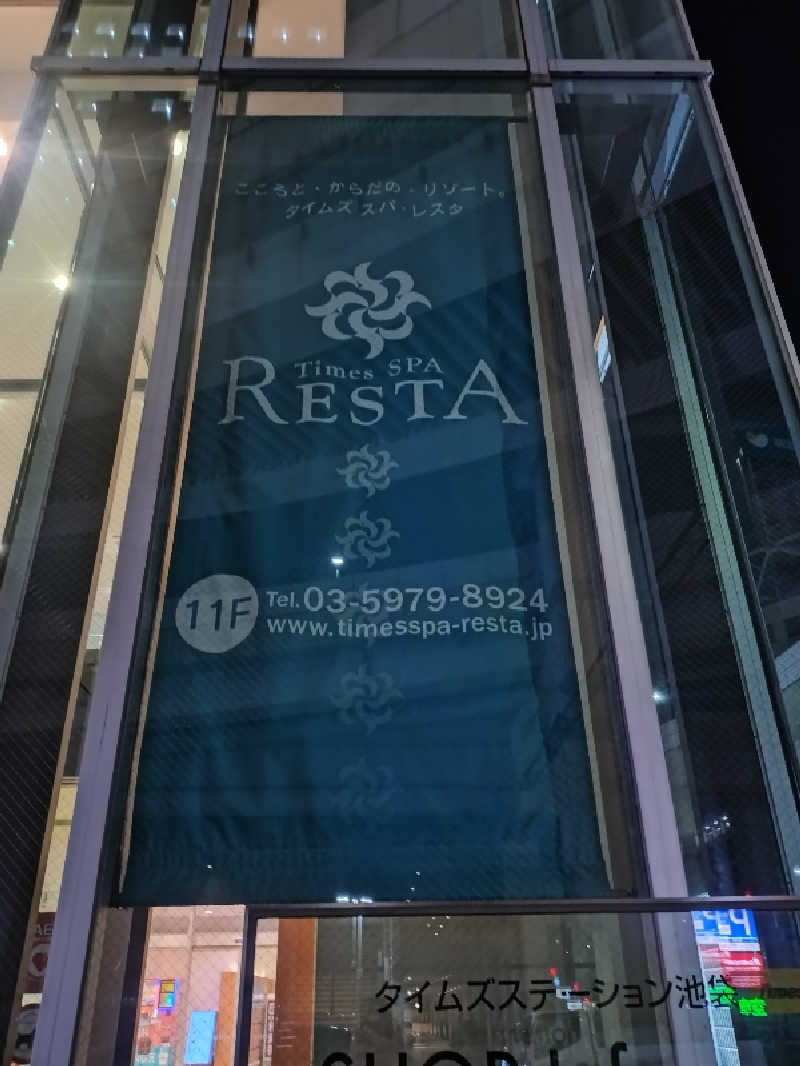 こころと・からだの・リゾート。
タイムズ スパ・レスタ
Times SPA
RESTA
11F
Tel. 03-5979-8924
www.timesspa-resta.jp
タイムズステーション池袋
SHOP